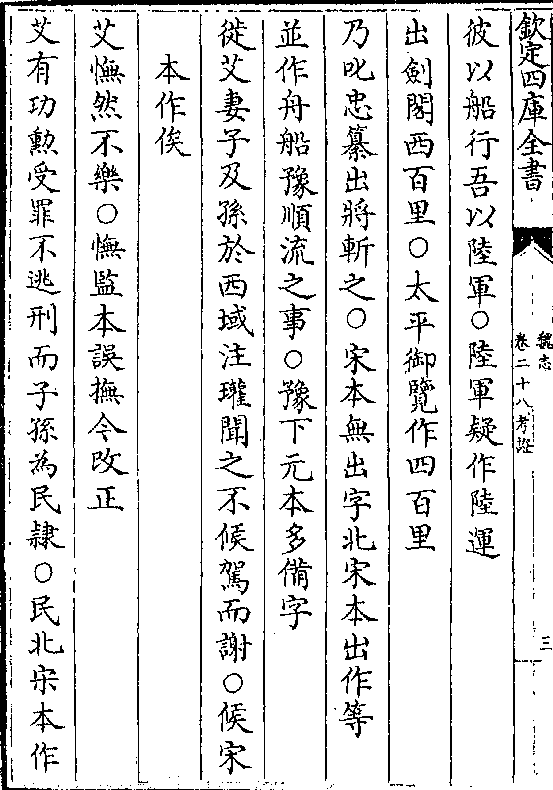 欽定四庫全書
魏志
卷二十八考證
三
彼以船行吾以陸軍○陸軍疑作陸運
出劍閣西百里○太平御覽作四百里
乃叱忠纂出將斬之○宋本無出字北宋本出作等
並作舟船豫順流之事○豫下元本多備字
徙艾妻子及孫於西域注瓘聞之不候駕而謝○候宋
本作俟
艾憮然不樂○憮監本誤撫今改正
艾有功勲受罪不逃刑而子孫為民隸○民北宋本作